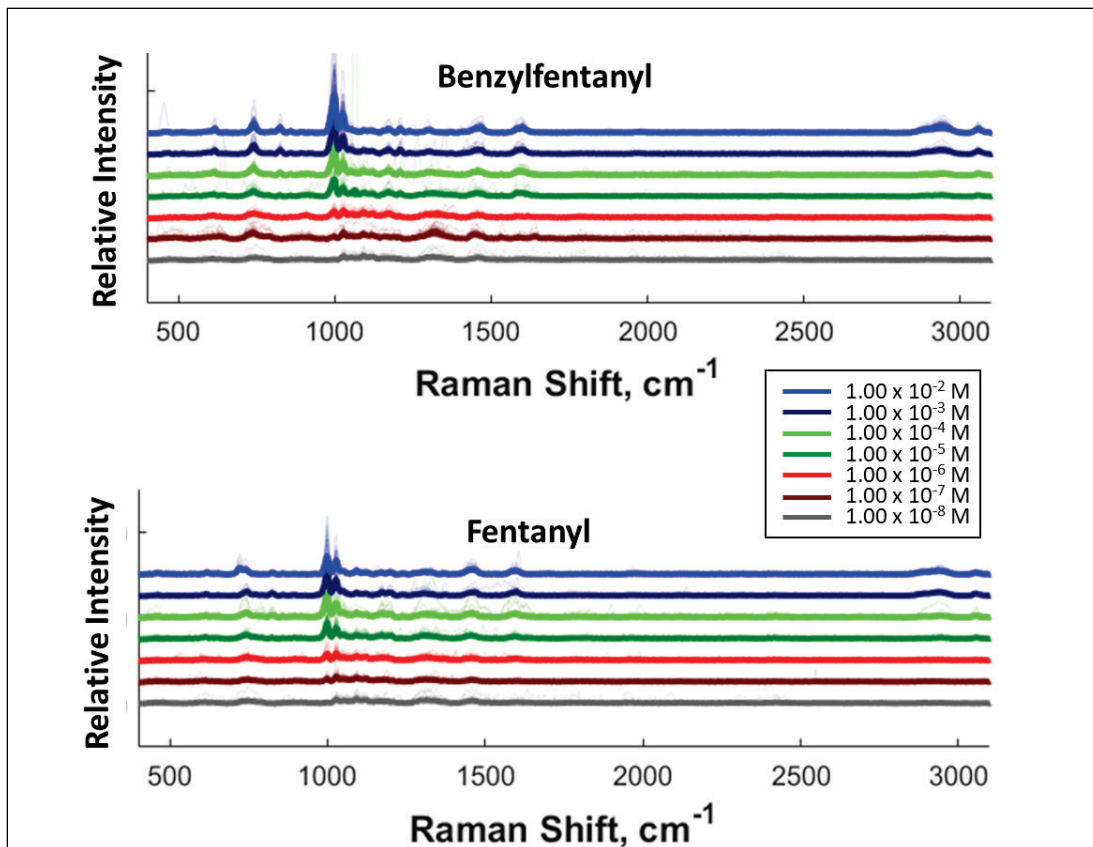 Benzylfentanyl
Relative Intensity
500 1000 1500 2000 2500 3000
Raman Shift, cm⁻¹
1.00 x 10⁻² M
1.00 x 10⁻³ M
1.00 x 10⁻⁴ M
1.00 x 10⁻⁵ M
1.00 x 10⁻⁶ M
1.00 x 10⁻⁷ M
1.00 x 10⁻⁸ M
Fentanyl
Relative Intensity
500 1000 1500 2000 2500 3000
Raman Shift, cm⁻¹